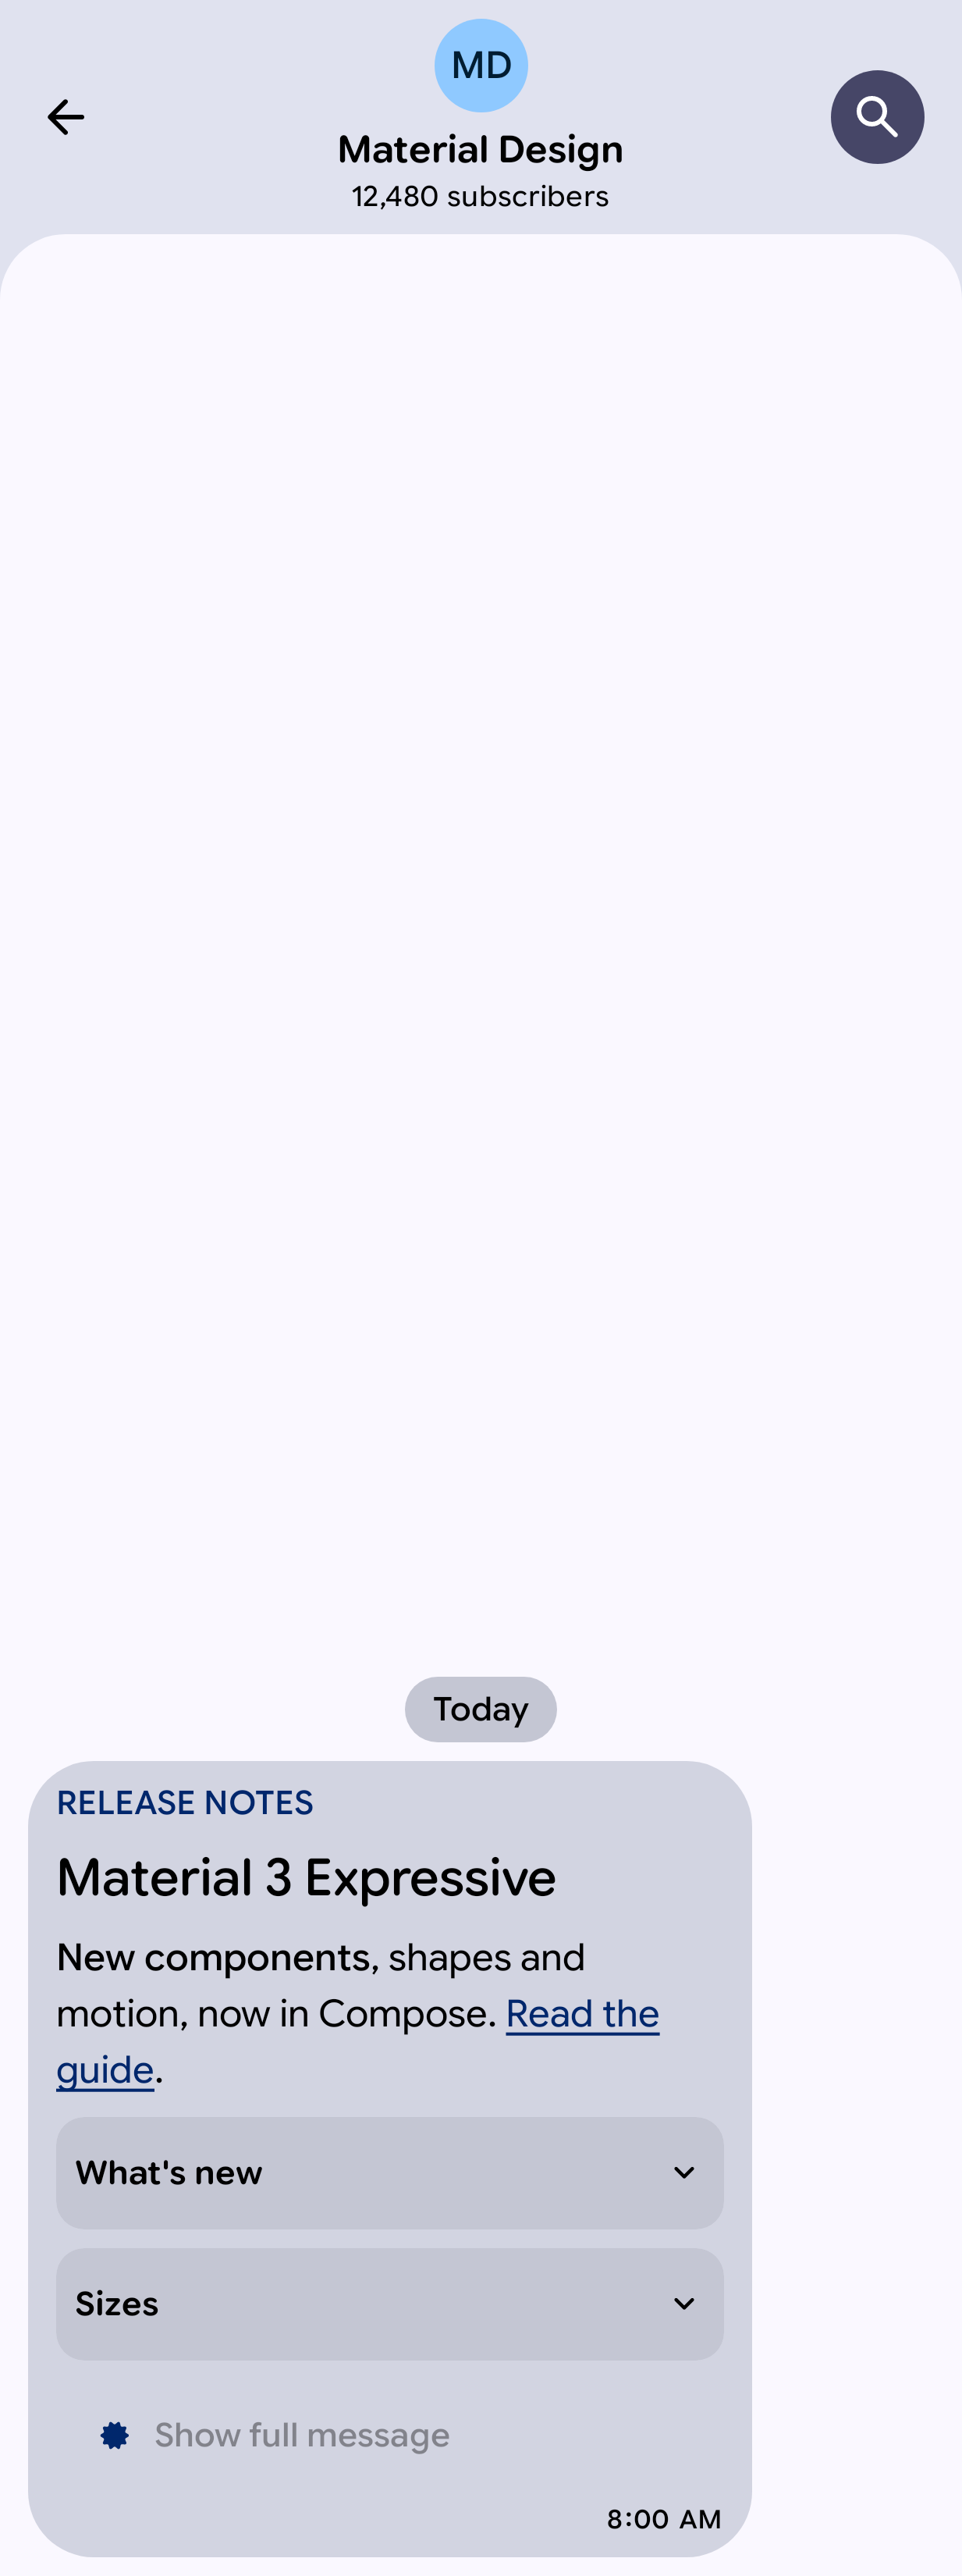 MD
Material Design
12,480 subscribers
Today
RELEASE NOTES
Material 3 Expressive
New components, shapes and
motion, now in Compose. Read the
guide.
What's new
Sizes
Show full message
8:00 AM